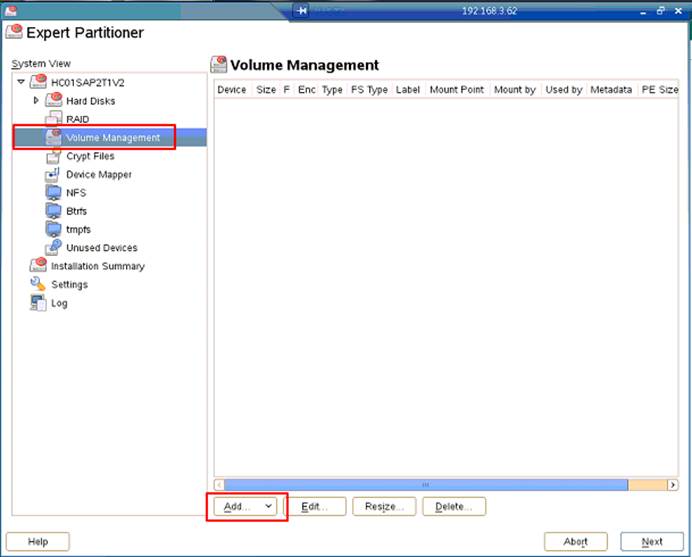 192.168.3.62
Expert Partitioner
System View
HC01SAP2T1V2
Hard Disks
RAID
Volume Management
Crypt Files
Device Mapper
NFS
Btrfs
tmpfs
Unused Devices
Installation Summary
Settings
Log
Volume Management
Device Size F Enc Type FS Type Label Mount Point Mount by Used by Metadata PE Size
Add... Edit... Resize... Delete...
Help Abort Next